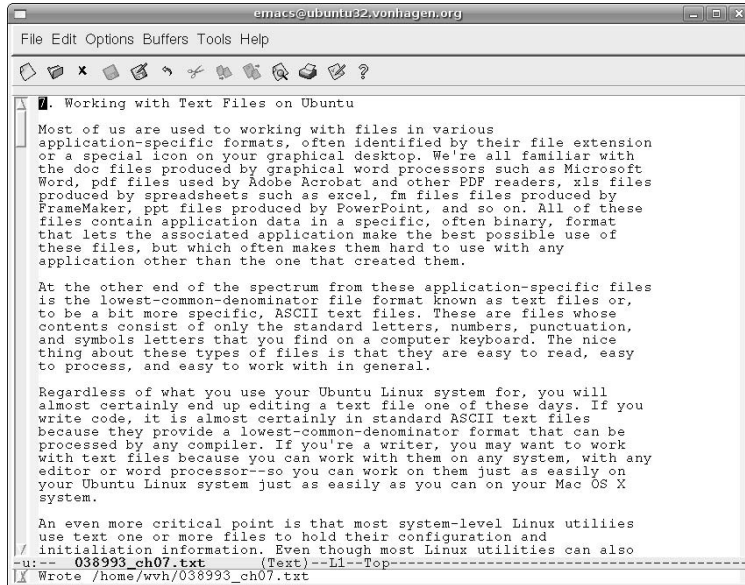 emacs@ubuntu32.vonhagen.org
File Edit Options Buffers Tools Help
7. Working with Text Files on Ubuntu
Most of us are used to working with files in various
application-specific formats, often identified by their file extension
or a special icon on your graphical desktop. We're all familiar with
the doc files produced by graphical word processors such as Microsoft
Word, pdf files used by Adobe Acrobat and other PDF readers, xls files
produced by spreadsheets such as excel, fm files files produced by
FrameMaker, ppt files produced by PowerPoint, and so on. All of these
files contain application data in a specific, often binary, format
that lets the associated application make the best possible use of
these files, but which often makes them hard to use with any
application other than the one that created them.
At the other end of the spectrum from these application-specific files
is the lowest-common-denominator file format known as text files or,
to be a bit more specific, ASCII text files. These are files whose
contents consist of only the standard letters, numbers, punctuation,
and symbols letters that you find on a computer keyboard. The nice
thing about these types of files is that they are easy to read, easy
to process, and easy to work with in general.
Regardless of what you use your Ubuntu Linux system for, you will
almost certainly end up editing a text file one of these days. If you
write code, it is almost certainly in standard ASCII text files
because they provide a lowest-common-denominator format that can be
processed by any compiler. If you're a writer, you may want to work
with text files because you can work with them on any system, with any
editor or word processor--so you can work on them just as easily on
your Ubuntu Linux system just as easily as you can on your Mac OS X
system.
An even more critical point is that most system-level Linux utiliies
use text one or more files to hold their configuration and
initialiation information. Even though most Linux utilities can also
-u:-- 038993_ch07.txt (Text)--L1--Top----------------------------------
Wrote /home/wvh/038993_ch07.txt